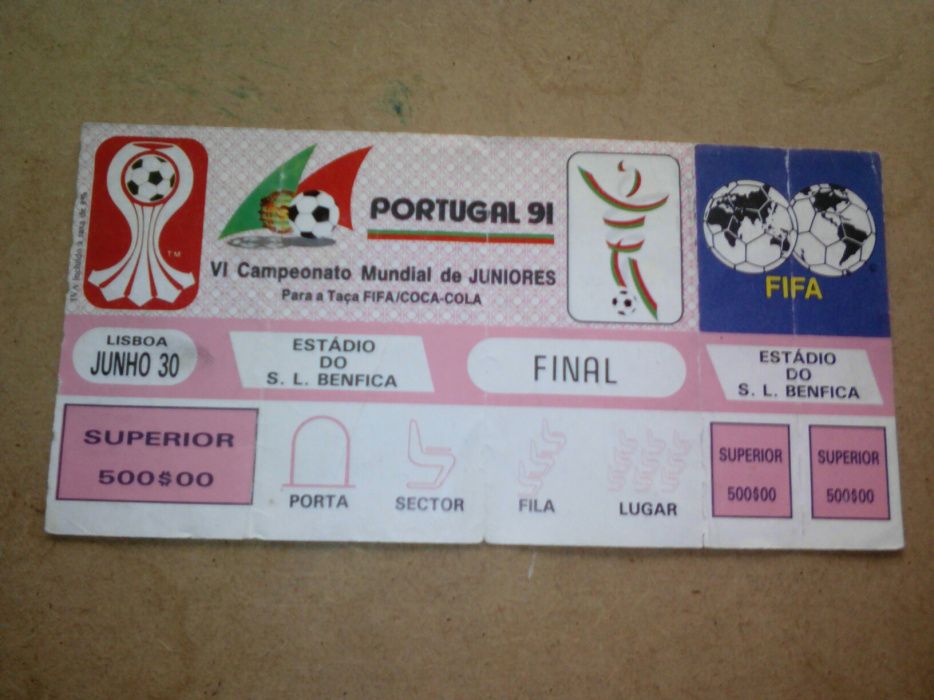 PORTUGAL 91
VI Campeonato Mundial de JUNIORES
Para a Taça FIFA/COCA-COLA
TM
FIFA
LISBOA
JUNHO 30
ESTÁDIO
DO
S. L. BENFICA
FINAL
ESTÁDIO
DO
S. L. BENFICA
SUPERIOR
500$00
PORTA
SECTOR
FILA
LUGAR
SUPERIOR
500$00
SUPERIOR
500$00